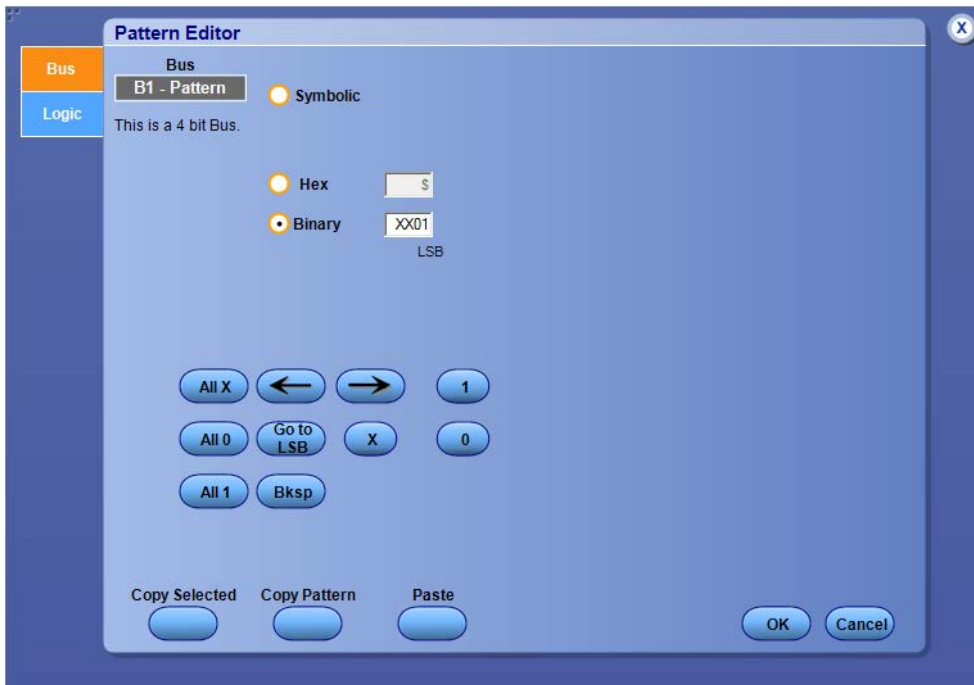 Pattern Editor
X
Bus
Logic
Bus
B1 - Pattern
This is a 4 bit Bus.
Symbolic
Hex $
Binary XX01
LSB
All X 1
All 0 Go to LSB X 0
All 1 Bksp
Copy Selected Copy Pattern Paste
OK Cancel